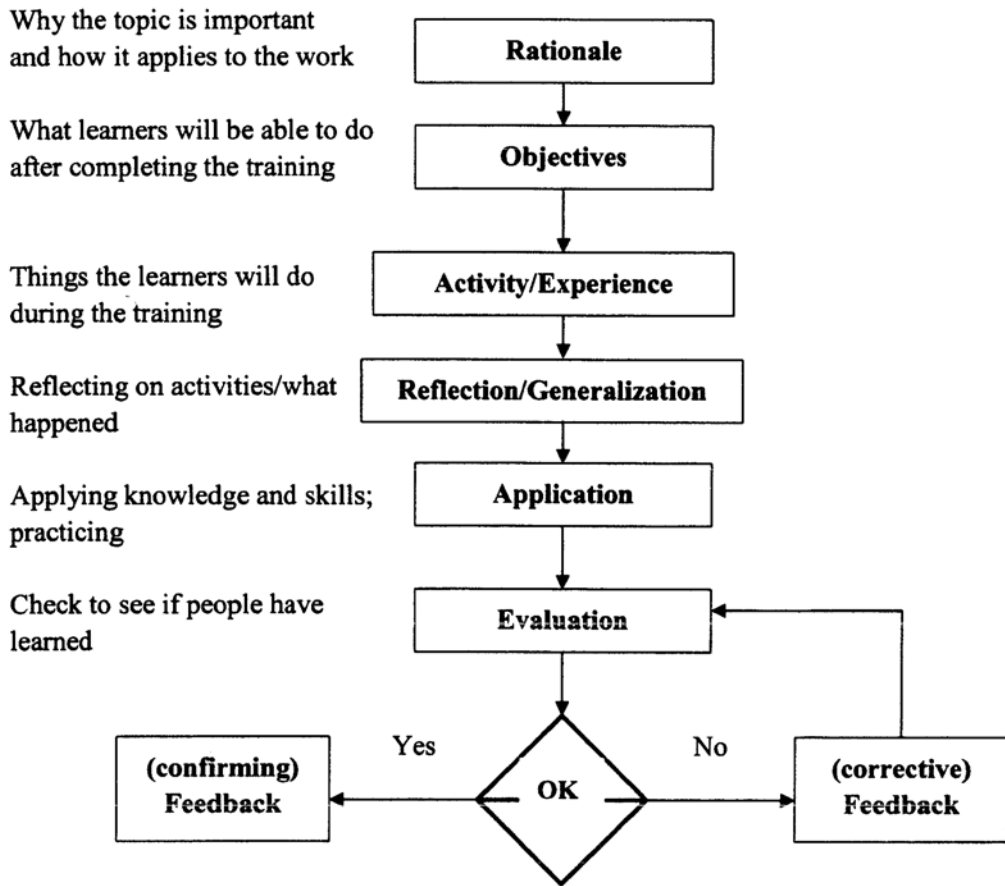 Why the topic is important
and how it applies to the work
Rationale
What learners will be able to do
after completing the training
Objectives
Things the learners will do
during the training
Activity/Experience
Reflecting on activities/what
happened
Reflection/Generalization
Applying knowledge and skills;
practicing
Application
Check to see if people have
learned
Evaluation
Yes
No
(confirming)
Feedback
OK
(corrective)
Feedback